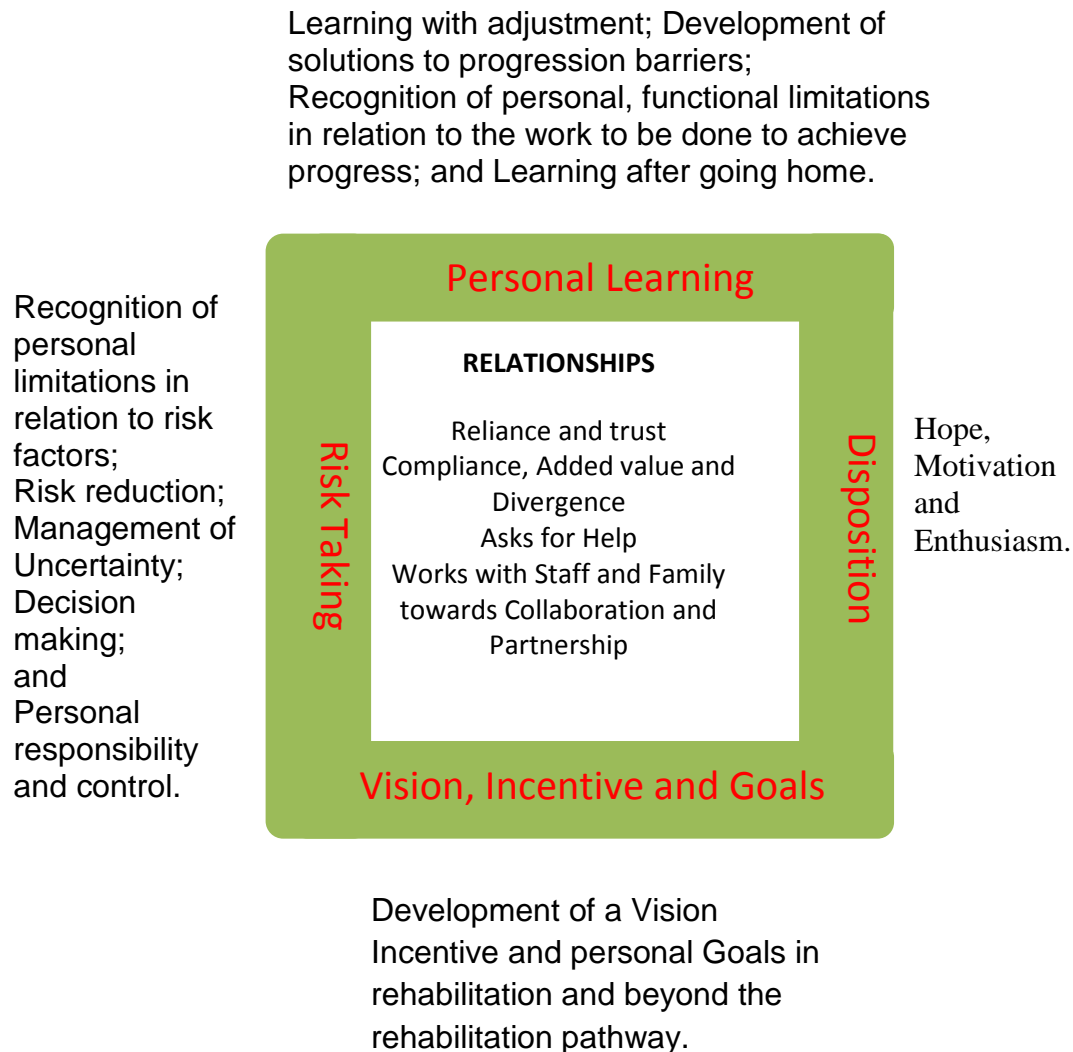 Learning with adjustment; Development of
solutions to progression barriers;
Recognition of personal, functional limitations
in relation to the work to be done to achieve
progress; and Learning after going home.
Personal Learning
Recognition of
personal
limitations in
relation to risk
factors;
Risk reduction;
Management of
Uncertainty;
Decision
making;
and
Personal
responsibility
and control.
Risk Taking
RELATIONSHIPS
Reliance and trust
Compliance, Added value and
Divergence
Asks for Help
Works with Staff and Family
towards Collaboration and
Partnership
Disposition
Hope,
Motivation
and
Enthusiasm.
Vision, Incentive and Goals
Development of a Vision
Incentive and personal Goals in
rehabilitation and beyond the
rehabilitation pathway.